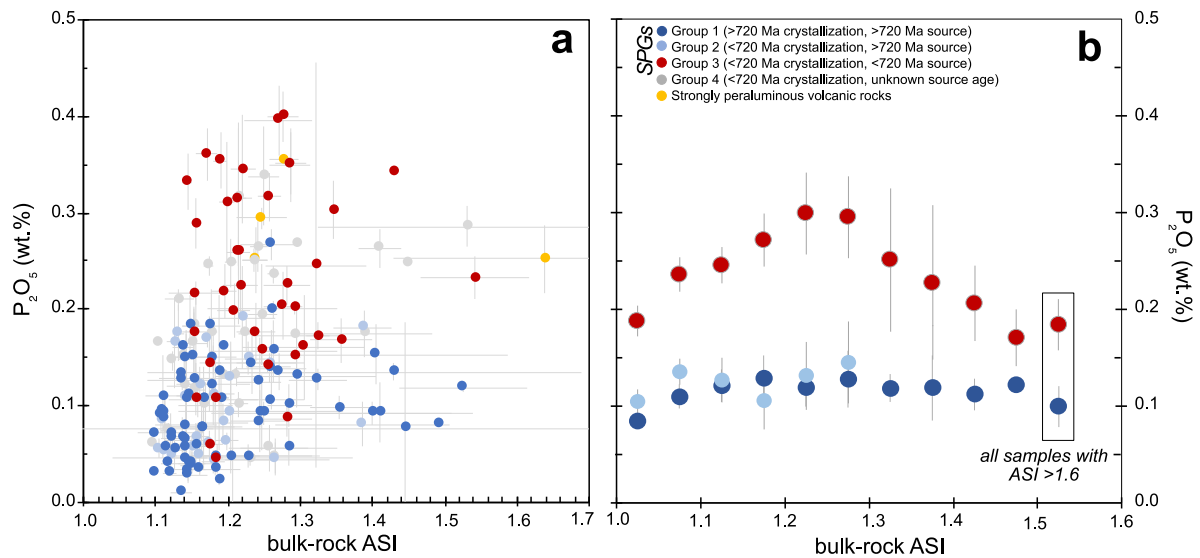 a
0.5
0.4
0.3
0.2
0.1
0.0
P2O5 (wt.%)
1.0 1.1 1.2 1.3 1.4 1.5 1.6 1.7
bulk-rock ASI
b
SPGs
Group 1 (>720 Ma crystallization, >720 Ma source)
Group 2 (<720 Ma crystallization, >720 Ma source)
Group 3 (<720 Ma crystallization, <720 Ma source)
Group 4 (<720 Ma crystallization, unknown source age)
Strongly peraluminous volcanic rocks
all samples with
ASI >1.6
0.5
0.4
0.3
0.2
0.1
0.0
P2O5 (wt.%)
1.0 1.1 1.2 1.3 1.4 1.5 1.6
bulk-rock ASI